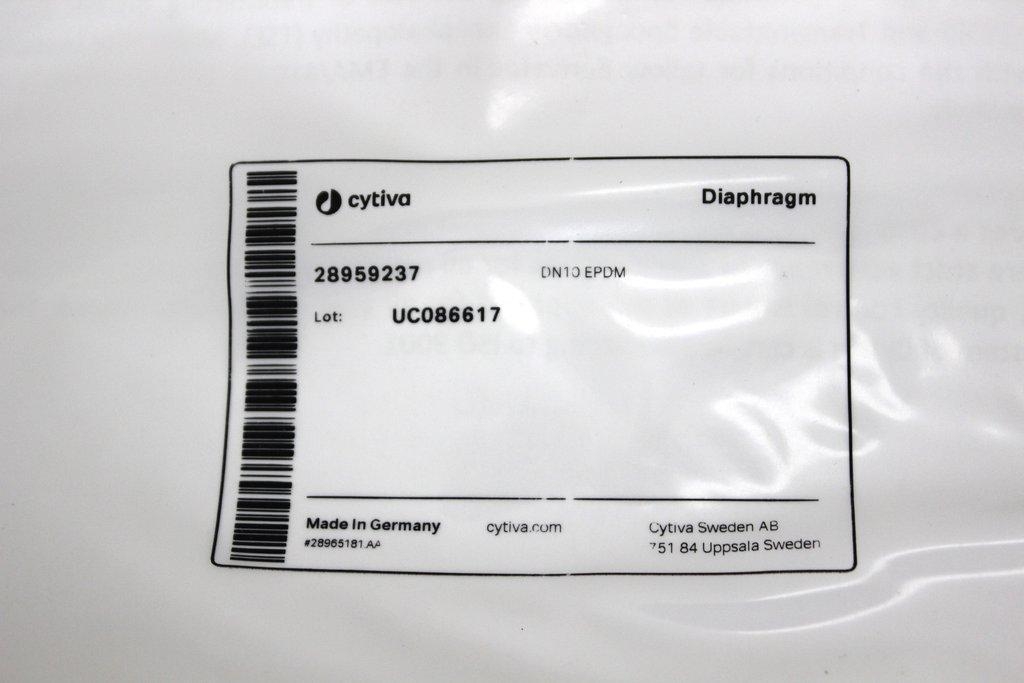 cytiva
Diaphragm
28959237 DN10 EPDM
Lot: UC086617
Made In Germany cytiva.com Cytiva Sweden AB
#28965181 AA 751 84 Uppsala Sweden